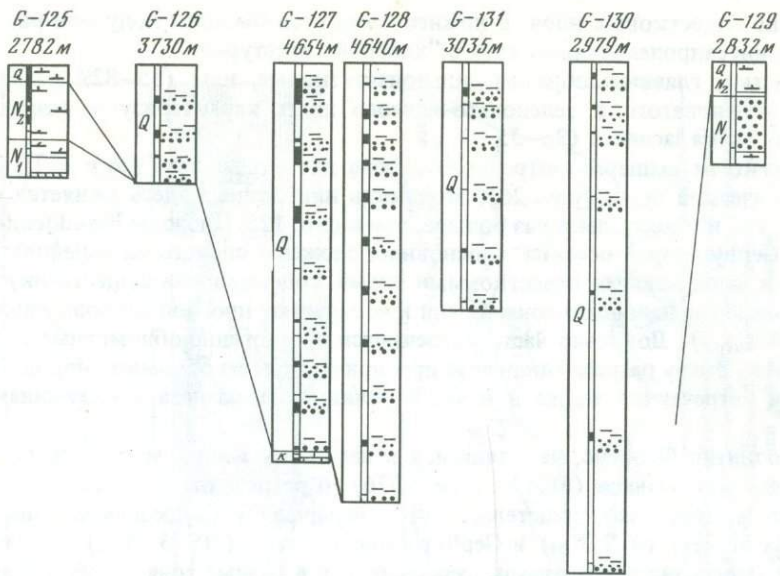 G-125 G-126 G-127 G-128 G-131 G-130 G-129
2782м 3730м 4654м 4640м 3035м 2979м 2832м
Q Q
N₂ Q N₂
N₁ Q Q Q N₁
K